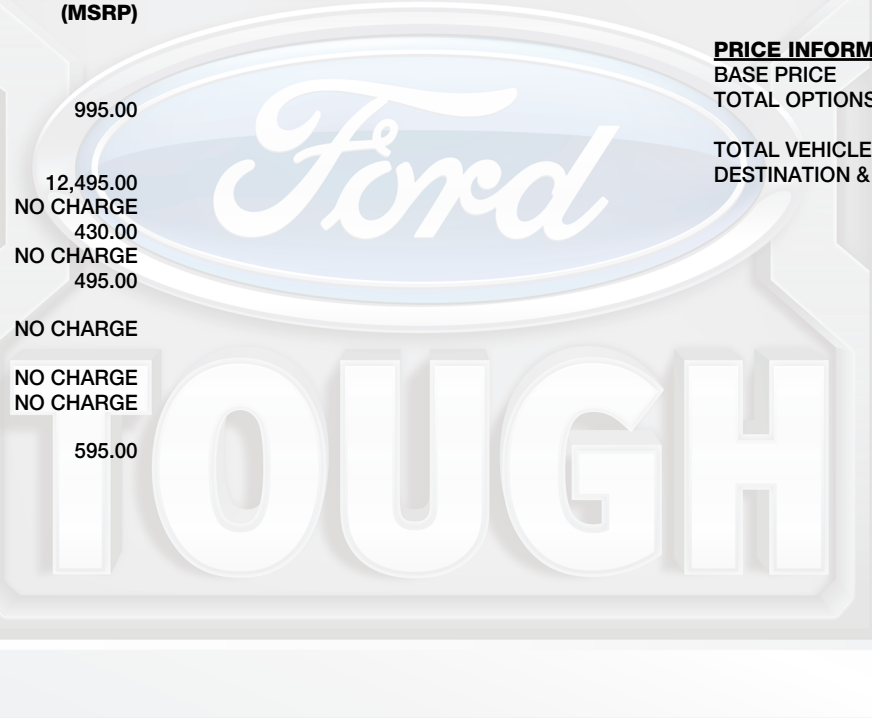 (MSRP)
995.00
12,495.00
NO CHARGE
430.00
NO CHARGE
495.00
NO CHARGE
NO CHARGE
NO CHARGE
595.00
PRICE INFORM
BASE PRICE
TOTAL OPTIONS
TOTAL VEHICLE
DESTINATION &
Ford
TOUGH